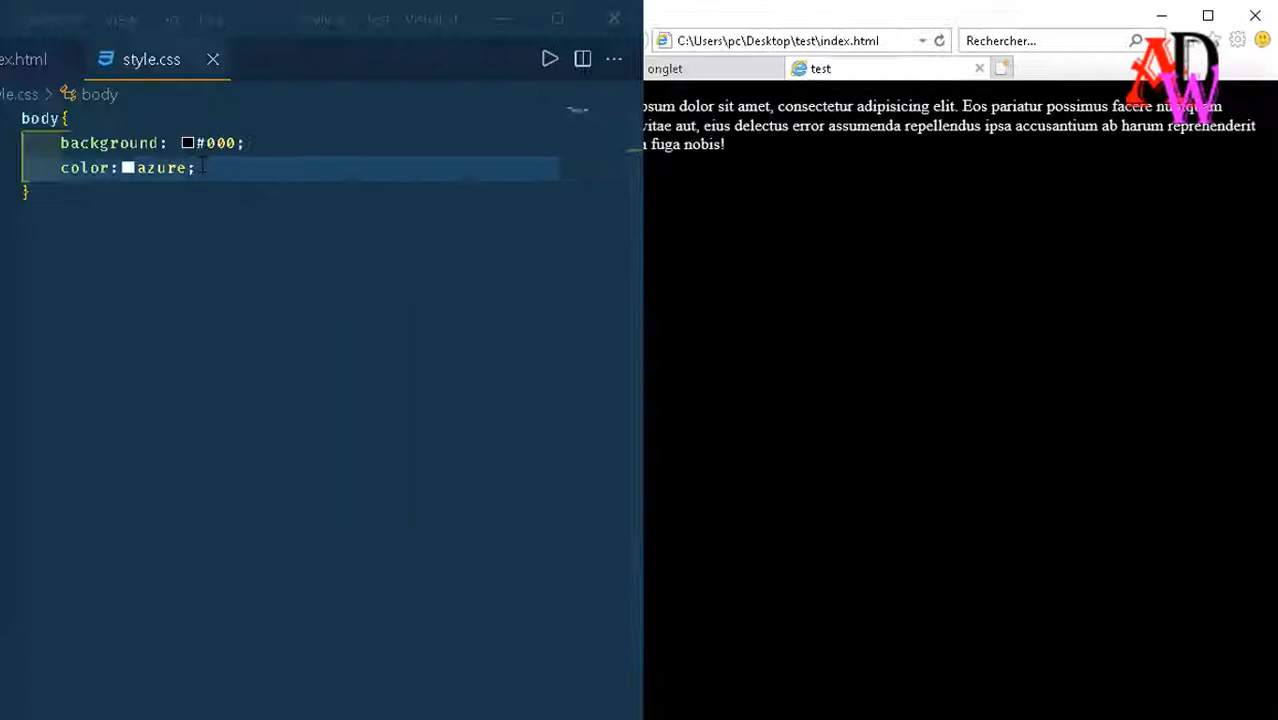 ex.html
style.css
le.css > body
body{
background: #000;
color: azure;
}
C:\Users\pc\Desktop\test\index.html
Rechercher...
onglet
test
psum dolor sit amet, consectetur adipisicing elit. Eos pariatur possimus facere
vitae aut, eius delectus error assumenda repellendus ipsa accusantium ab harum reprehenderit
fuga nobis!
ADW